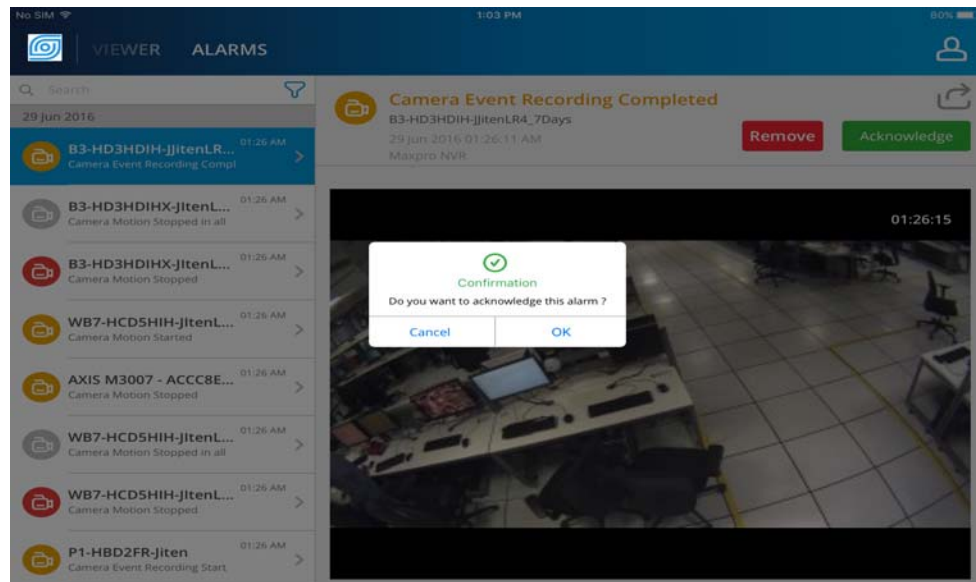 No SIM
1:03 PM
60%
VIEWER ALARMS
Search
29 Jun 2016
B3-HD3HDIH-JJitenLR... 01:26 AM
Camera Event Recording Compl
B3-HD3HDIHX-JItenL... 01:26 AM
Camera Motion Stopped in all
B3-HD3HDIHX-JItenL... 01:26 AM
Camera Motion Stopped
WB7-HCD5HIH-JItenL... 01:26 AM
Camera Motion Started
AXIS M3007 - ACCC8E... 01:26 AM
Camera Motion Stopped
WB7-HCD5HIH-JItenL... 01:26 AM
Camera Motion Stopped in all
WB7-HCD5HIH-JItenL... 01:26 AM
Camera Motion Stopped
P1-HBD2FR-Jiten 01:26 AM
Camera Event Recording Start
Camera Event Recording Completed
B3-HD3HDIH-JJitenLR4_7Days
29 Jun 2016 01:26:11 AM
Maxpro NVR
Remove
Acknowledge
01:26:15
Confirmation
Do you want to acknowledge this alarm ?
Cancel OK